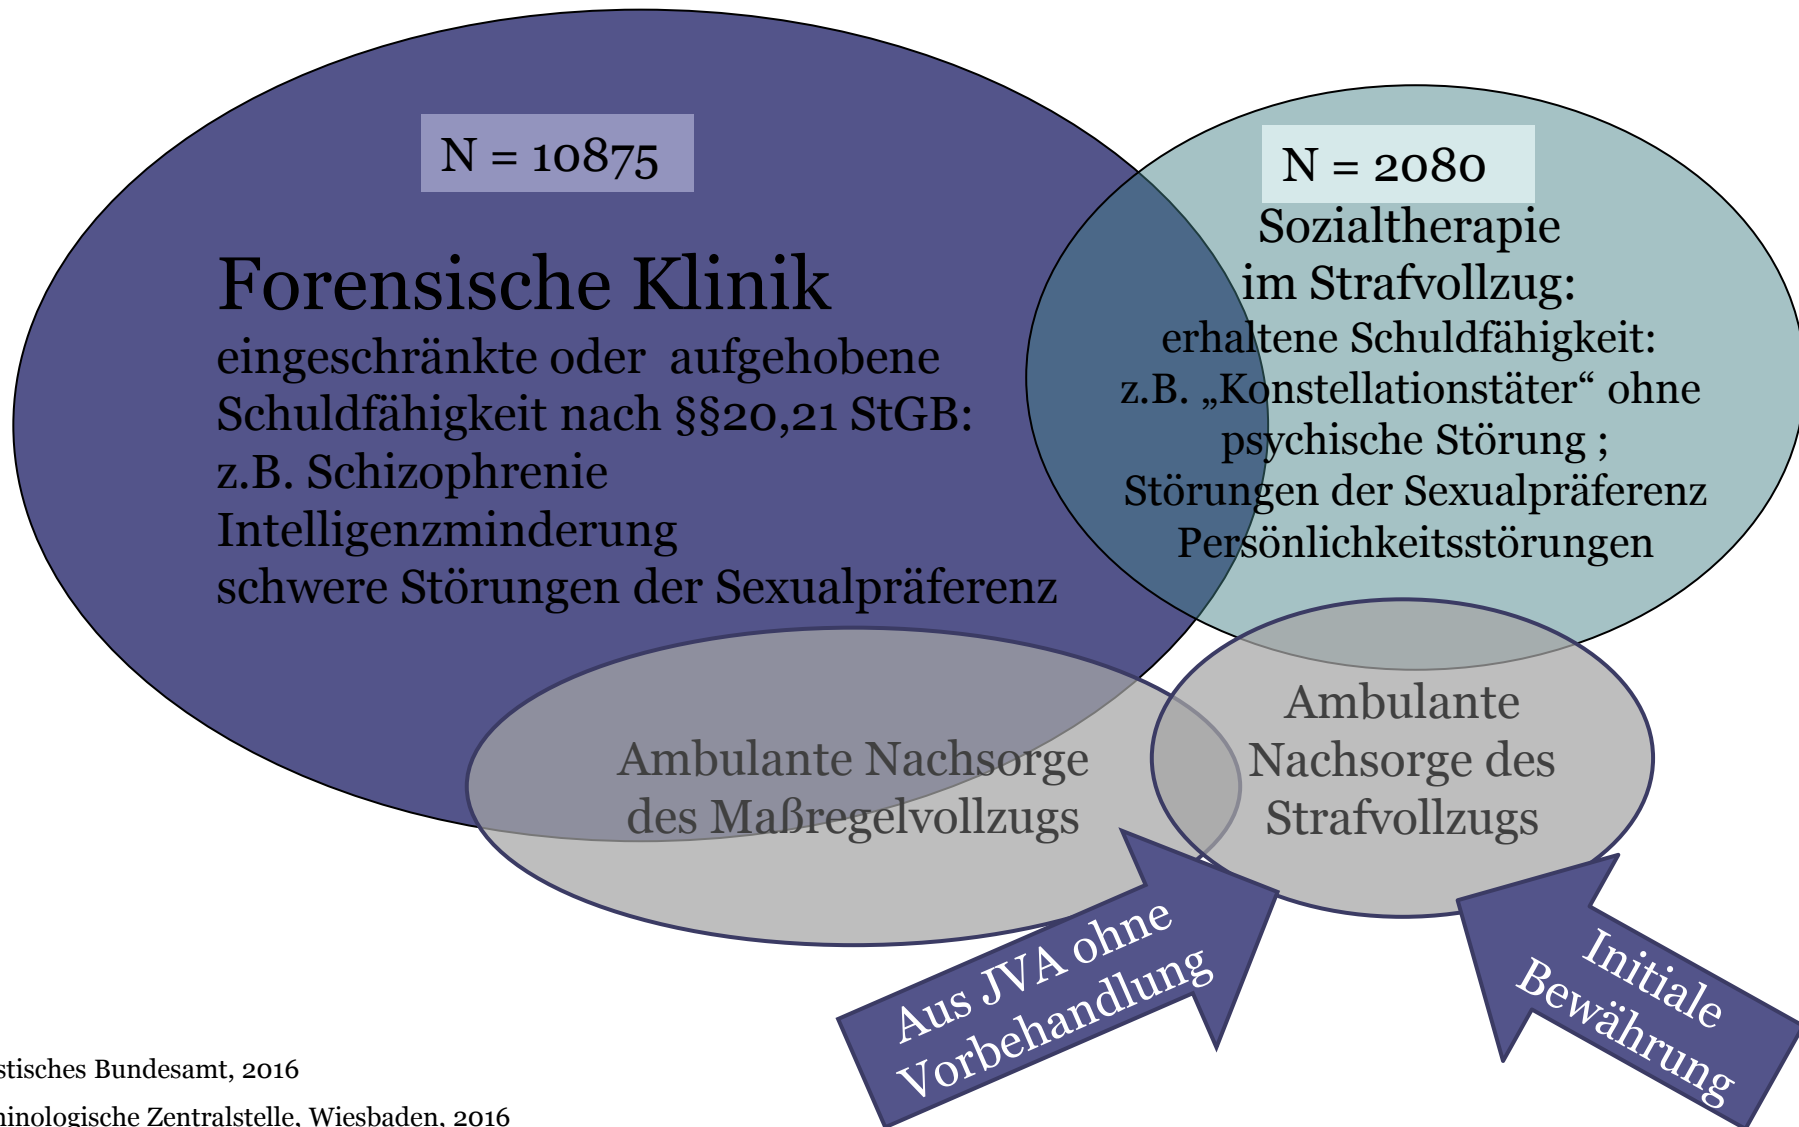 N = 10875
Forensische Klinik
eingeschränkte oder aufgehobene
Schuldfähigkeit nach §§20,21 StGB:
z.B. Schizophrenie
Intelligenzminderung
schwere Störungen der Sexualpräferenz
N = 2080
Sozialtherapie
im Strafvollzug:
erhaltene Schuldfähigkeit:
z.B. „Konstellationstäter“ ohne
psychische Störung ;
Störungen der Sexualpräferenz
Persönlichkeitsstörungen
Ambulante Nachsorge
des Maßregelvollzugs
Ambulante
Nachsorge des
Strafvollzugs
Aus JVA ohne
Vorbehandlung
Initiale
Bewährung
stisches Bundesamt, 2016
ninologische Zentralstelle, Wiesbaden, 2016